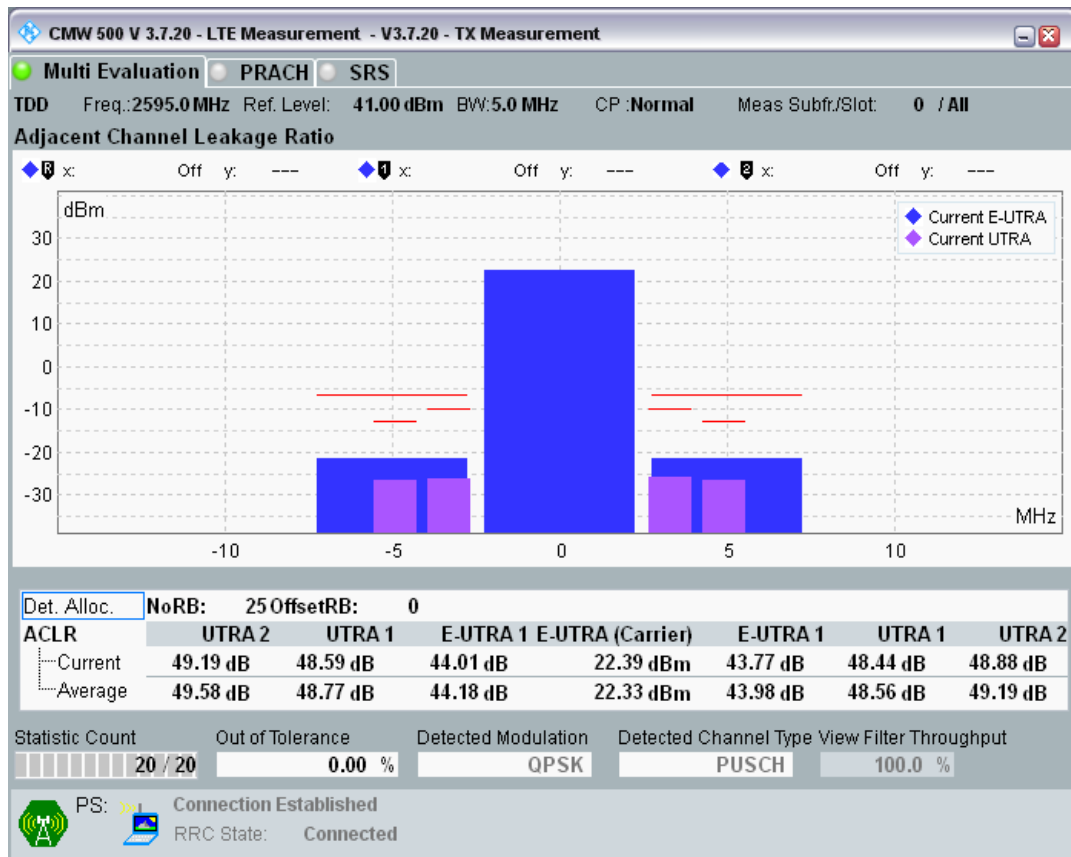 CMW 500 V 3.7.20 - LTE Measurement - V3.7.20 - TX Measurement
Multi Evaluation PRACH SRS
TDD Freq.:2595.0 MHz Ref. Level: 41.00 dBm BW:5.0 MHz CP :Normal Meas Subfr./Slot: 0 / All
Adjacent Channel Leakage Ratio
R x: Off y: --- 1 x: Off y: --- 2 x: Off y: ---
dBm
Current E-UTRA
Current UTRA
30
20
10
0
-10
-20
-30
MHz
-10 -5 0 5 10
Det. Alloc. NoRB: 25 OffsetRB: 0
ACLR UTRA 2 UTRA 1 E-UTRA 1 E-UTRA (Carrier) E-UTRA 1 UTRA 1 UTRA 2
Current 49.19 dB 48.59 dB 44.01 dB 22.39 dBm 43.77 dB 48.44 dB 48.88 dB
Average 49.58 dB 48.77 dB 44.18 dB 22.33 dBm 43.98 dB 48.56 dB 49.19 dB
Statistic Count Out of Tolerance Detected Modulation Detected Channel Type View Filter Throughput
20 / 20 0.00 % QPSK PUSCH 100.0 %
PS: Connection Established
RRC State: Connected